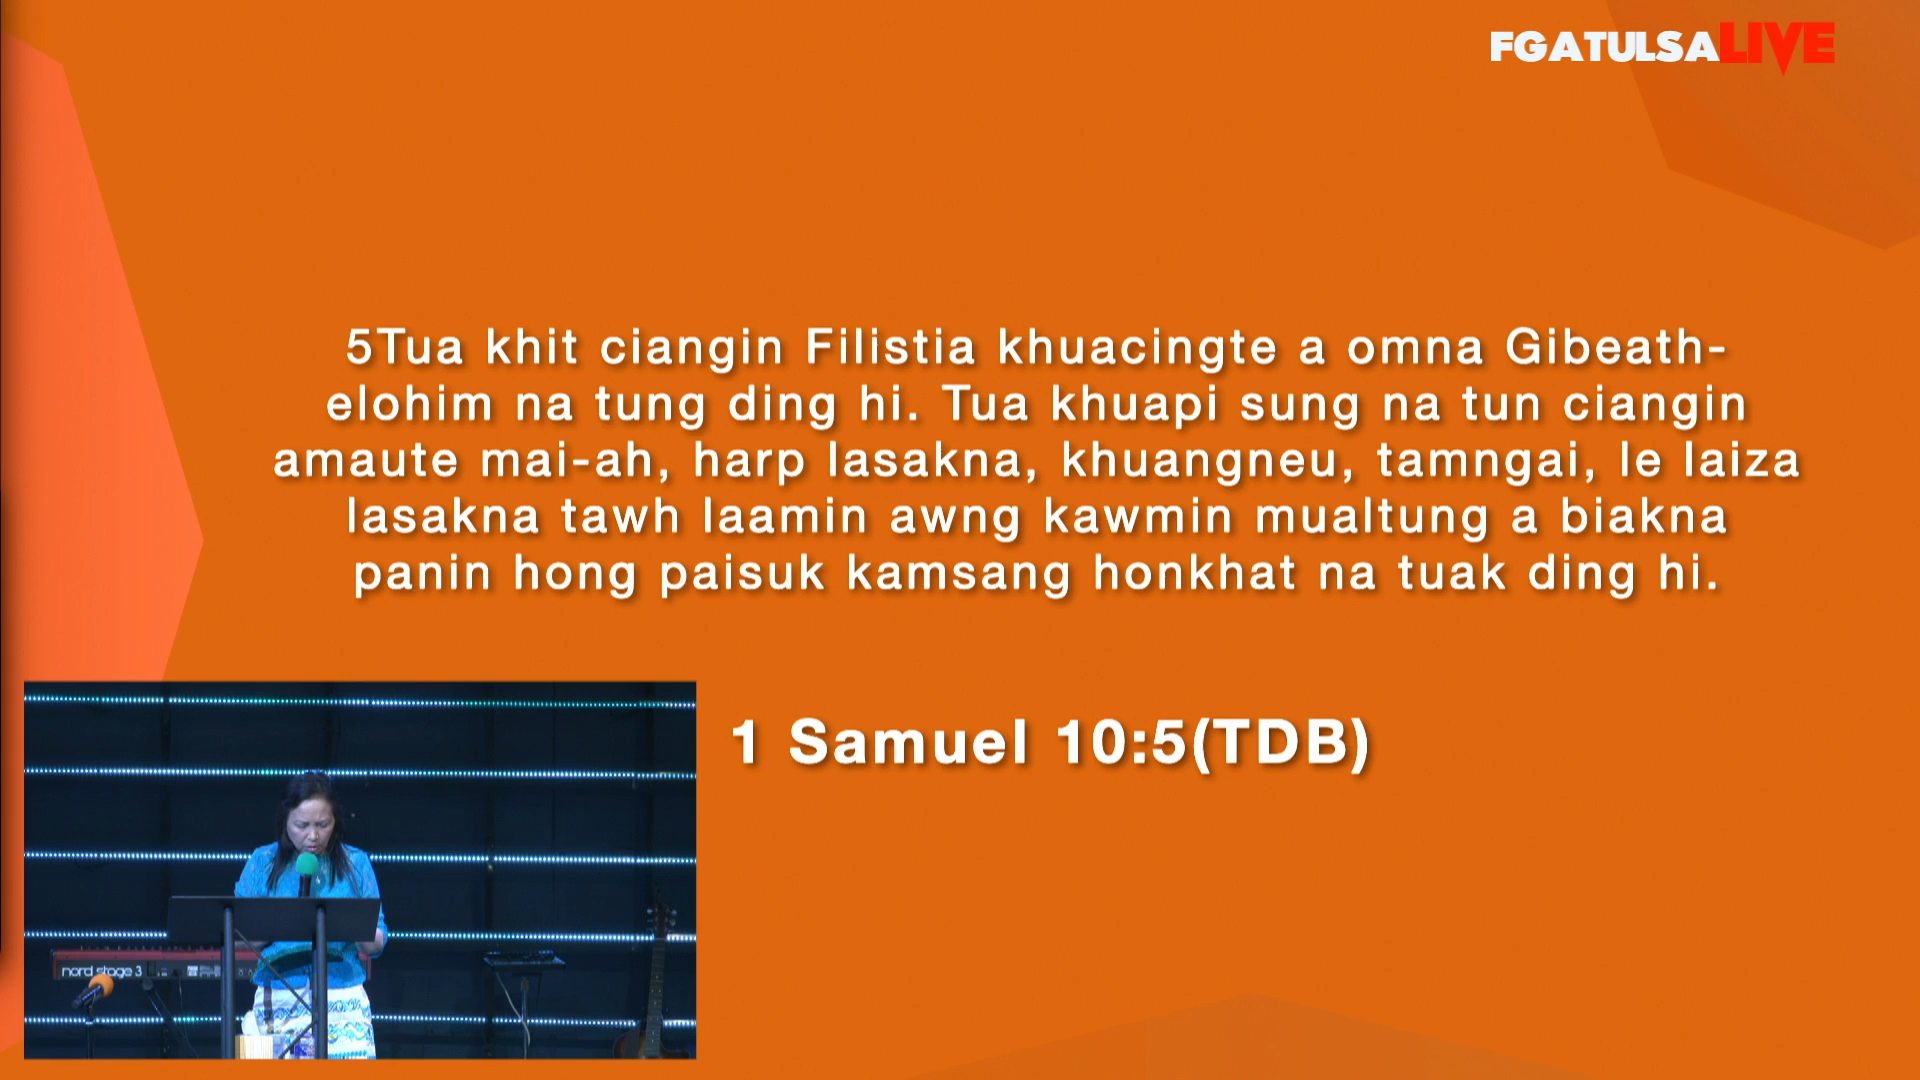 FGATULSALIVE
5Tua khit ciangin Filistia khuacingte a omna Gibeath-
elohim na tung ding hi. Tua khuapi sung na tun ciangin
amaute mai-ah, harp lasakna, khuangneu, tamngai, le laiza
lasakna tawh laamin awng kawmin mualtung a biakna
panin hong paisuk kamsang honkhat na tuak ding hi.
1 Samuel 10:5(TDB)
nord stage 3